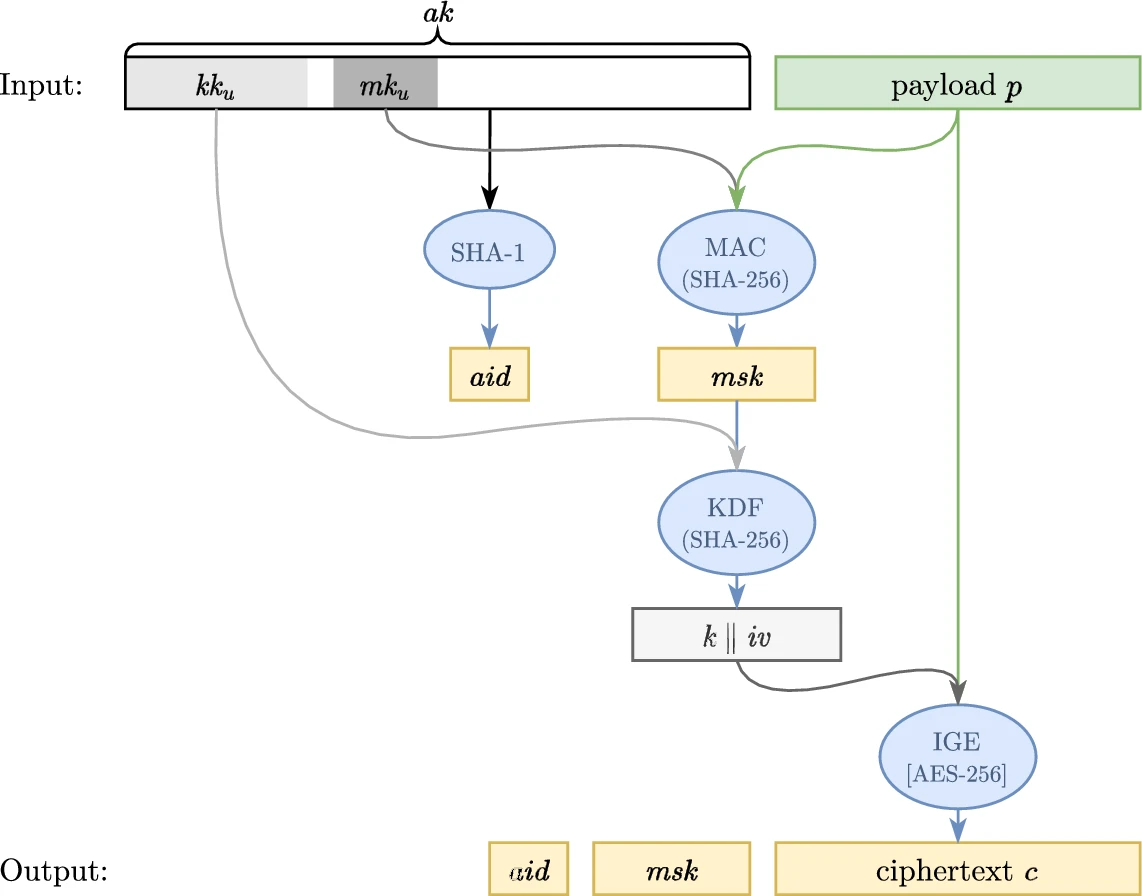 ak
Input:
kk_u
mk_u
payload p
SHA-1
MAC
(SHA-256)
aid
msk
KDF
(SHA-256)
k ∥ iv
IGE
[AES-256]
Output:
aid
msk
ciphertext c